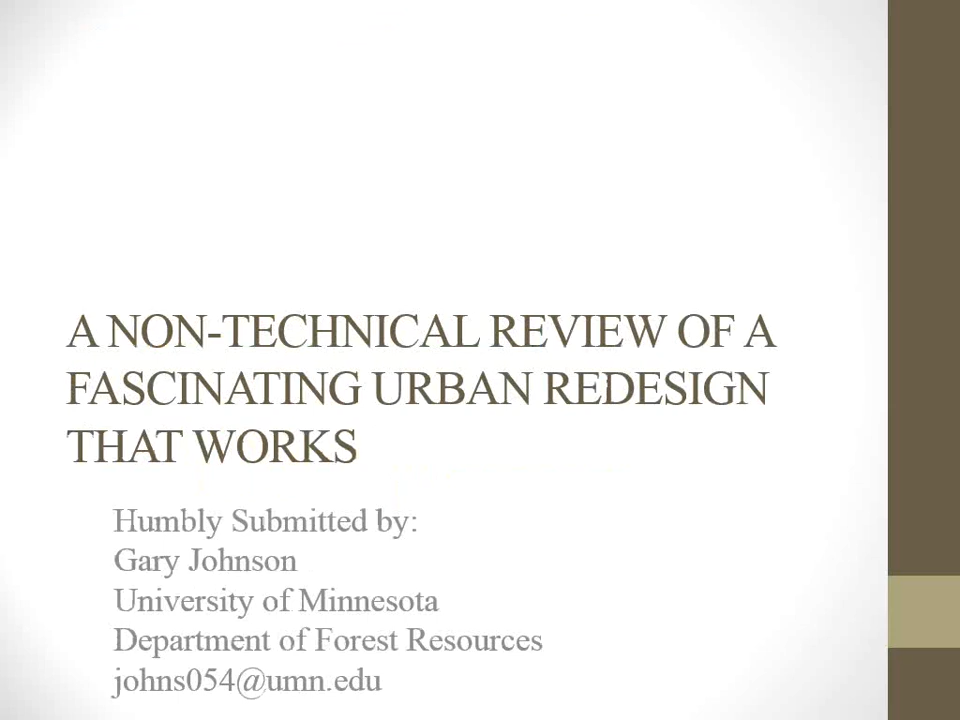 A NON-TECHNICAL REVIEW OF A
FASCINATING URBAN REDESIGN
THAT WORKS
Humbly Submitted by:
Gary Johnson
University of Minnesota
Department of Forest Resources
johns054@umn.edu